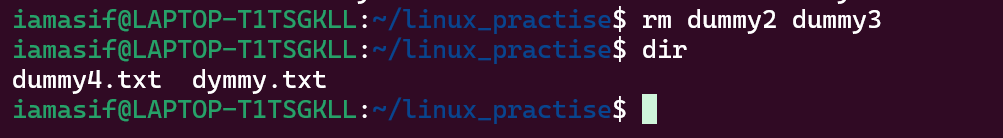 iamasif@LAPTOP-T1TSGKLL:~/linux_practise$ rm dummy2 dummy3
iamasif@LAPTOP-T1TSGKLL:~/linux_practise$ dir
dummy4.txt  dymmy.txt
iamasif@LAPTOP-T1TSGKLL:~/linux_practise$